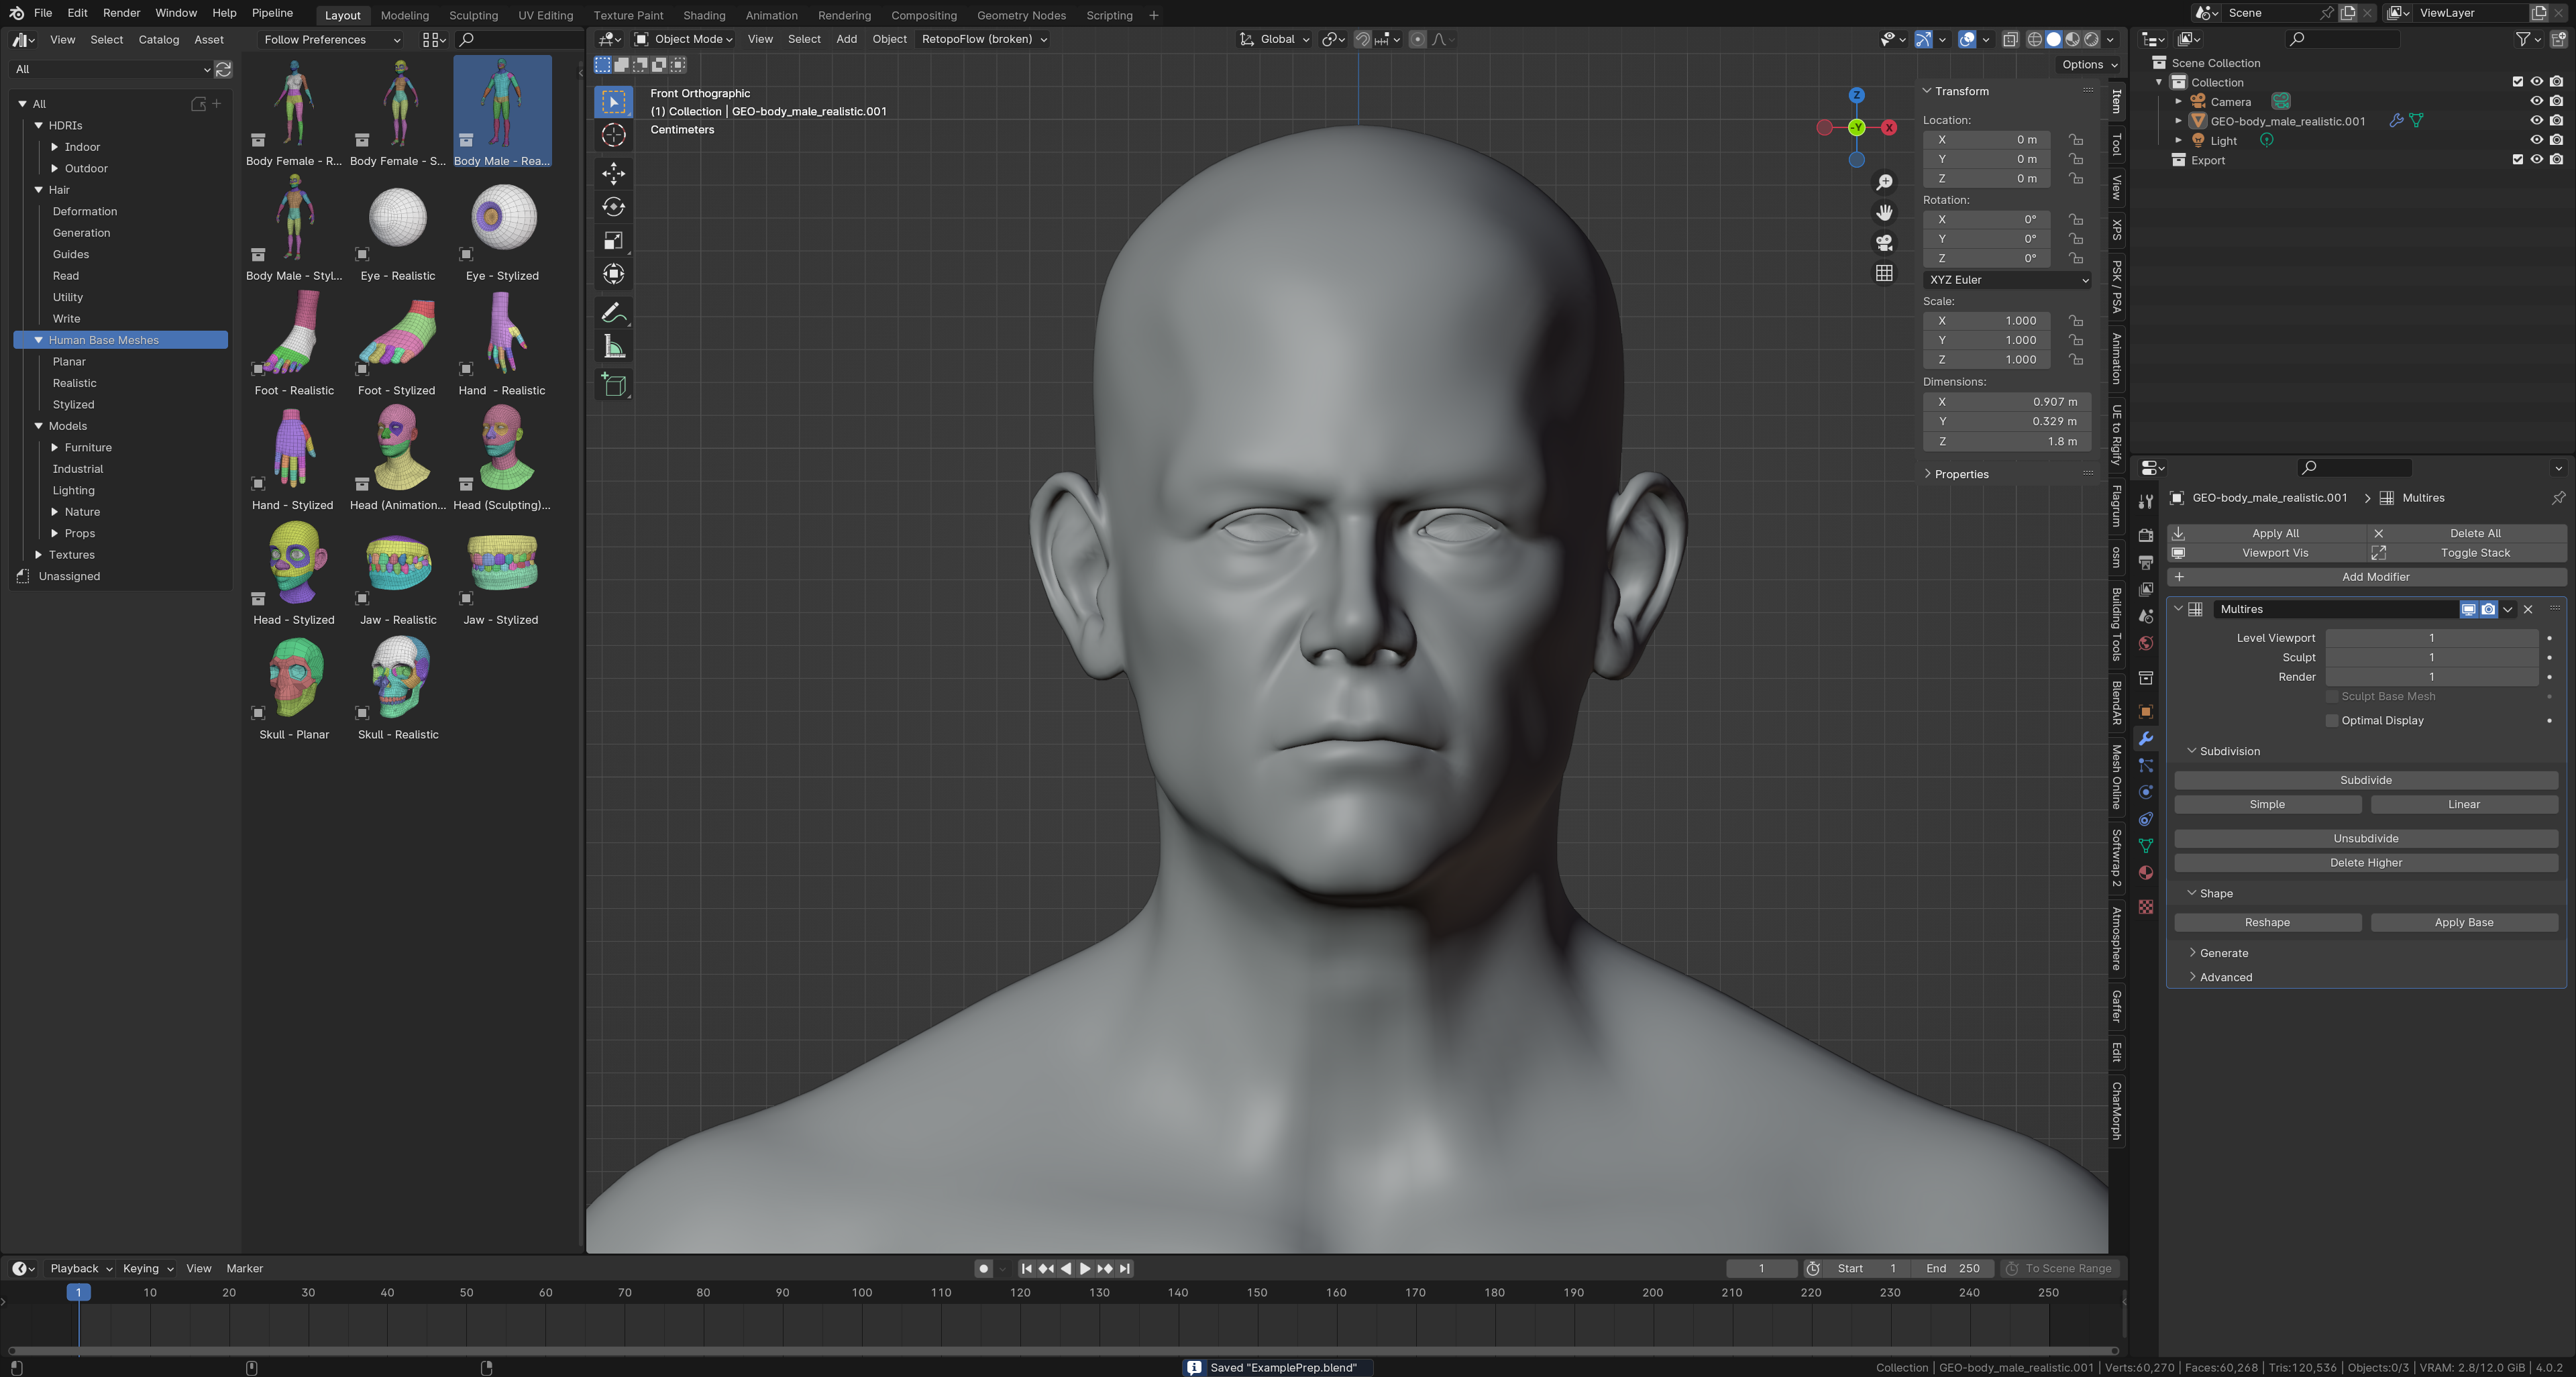 File Edit Render Window Help Pipeline Layout Modeling Sculpting UV Editing Texture Paint Shading Animation Rendering Compositing Geometry Nodes Scripting + Scene ViewLayer
View Select Catalog Asset Follow Preferences
All
All
HDRIs
Indoor
Outdoor
Hair
Deformation
Generation
Guides
Read
Utility
Write
Human Base Meshes
Planar
Realistic
Stylized
Models
Furniture
Industrial
Lighting
Nature
Props
Textures
Unassigned
Body Female - R... Body Female - S... Body Male - Rea...
Body Male - Styl... Eye - Realistic Eye - Stylized
Foot - Realistic Foot - Stylized Hand - Realistic
Hand - Stylized Head (Animation... Head (Sculpting)...
Head - Stylized Jaw - Realistic Jaw - Stylized
Skull - Planar Skull - Realistic
Object Mode View Select Add Object RetopoFlow (broken) Global
Options
Front Orthographic
(1) Collection | GEO-body_male_realistic.001
Centimeters
Z
-Y X
Transform
Location:
X 0 m
Y 0 m
Z 0 m
Rotation:
X 0°
Y 0°
Z 0°
XYZ Euler
Scale:
X 1.000
Y 1.000
Z 1.000
Dimensions:
X 0.907 m
Y 0.329 m
Z 1.8 m
Properties
Item
Tool
View
XPS
PSK / PSA
Animation
UE to Rigify
Flagrum
osm
Building Tools
BlendAR
Mesh Online
Softwrap 2
Atmosphere
Gaffer
Edit
CharMorph
Scene Collection
Collection
Camera
GEO-body_male_realistic.001
Light
Export
GEO-body_male_realistic.001 Multires
Apply All Delete All
Viewport Vis Toggle Stack
Add Modifier
Multires
Level Viewport 1
Sculpt 1
Render 1
Sculpt Base Mesh
Optimal Display
Subdivision
Subdivide
Simple Linear
Unsubdivide
Delete Higher
Shape
Reshape Apply Base
Generate
Advanced
Playback Keying View Marker 1 Start 1 End 250 To Scene Range
1 10 20 30 40 50 60 70 80 90 100 110 120 130 140 150 160 170 180 190 200 210 220 230 240 250
Saved "ExamplePrep.blend" Collection | GEO-body_male_realistic.001 | Verts:60,270 | Faces:60,268 | Tris:120,536 | Objects:0/3 | VRAM: 2.8/12.0 GiB | 4.0.2